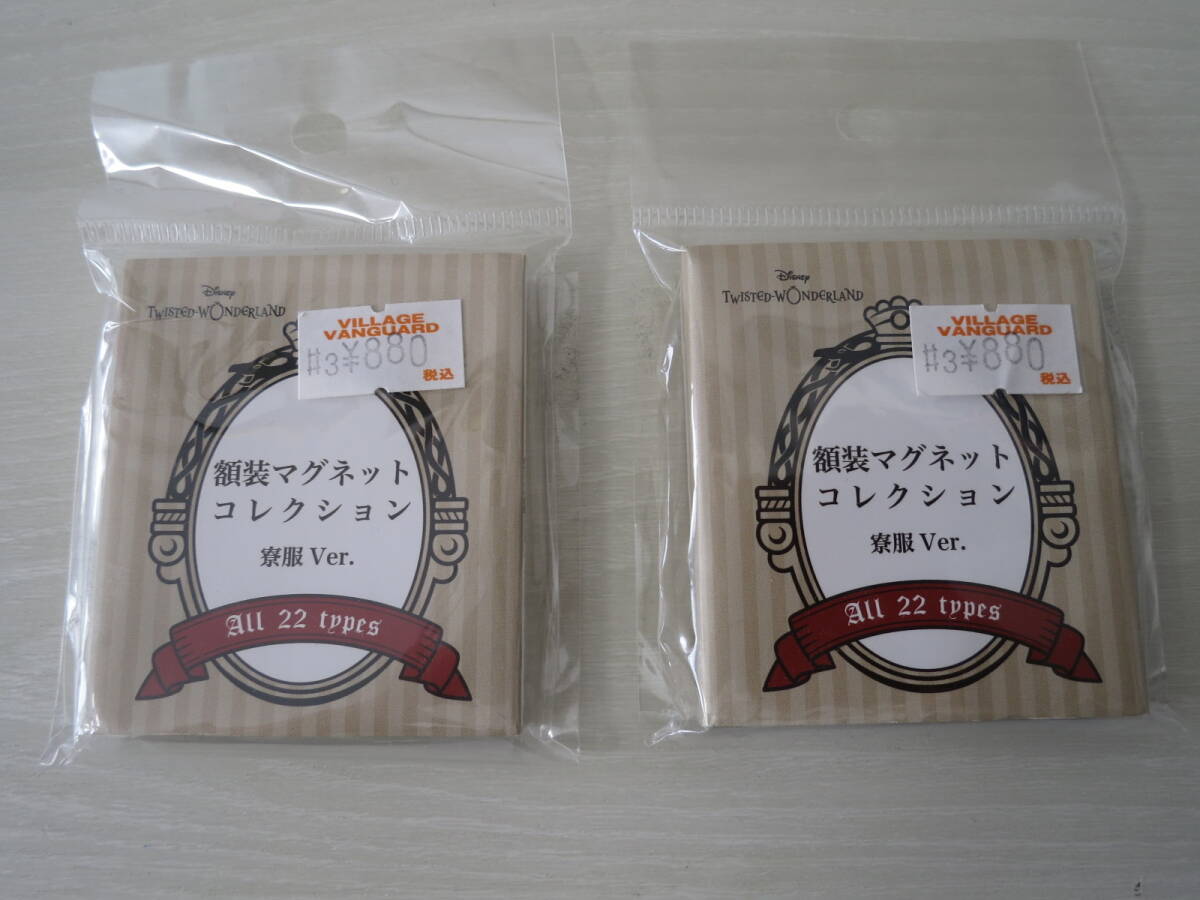 Disney
TWISTED-WONDERLAND
VILLAGE
VANGUARD
#3¥880
税込
額装マグネット
コレクション
寮服 Ver.
All 22 types
Disney
TWISTED-WONDERLAND
VILLAGE
VANGUARD
#3¥880
税込
額装マグネット
コレクション
寮服 Ver.
All 22 types